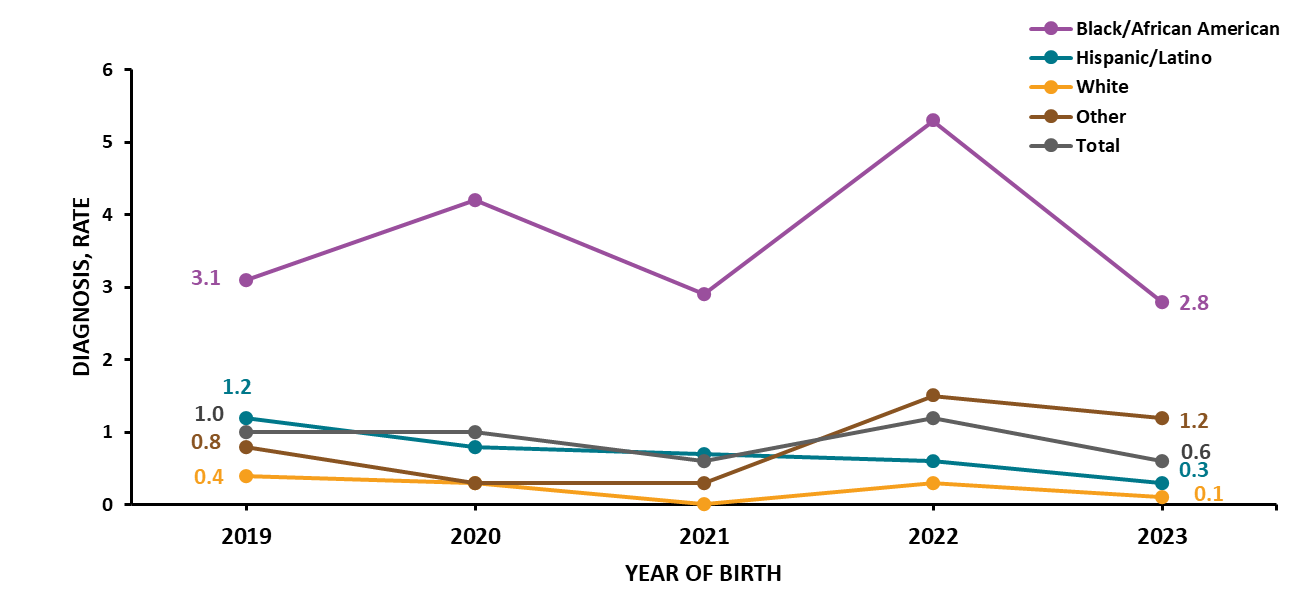 Black/African American
Hispanic/Latino
White
Other
Total
6
5
4
3
2
1
0
DIAGNOSIS, RATE
3.1
1.2
1.0
0.8
0.4
2.8
1.2
0.6
0.3
0.1
2019 2020 2021 2022 2023
YEAR OF BIRTH